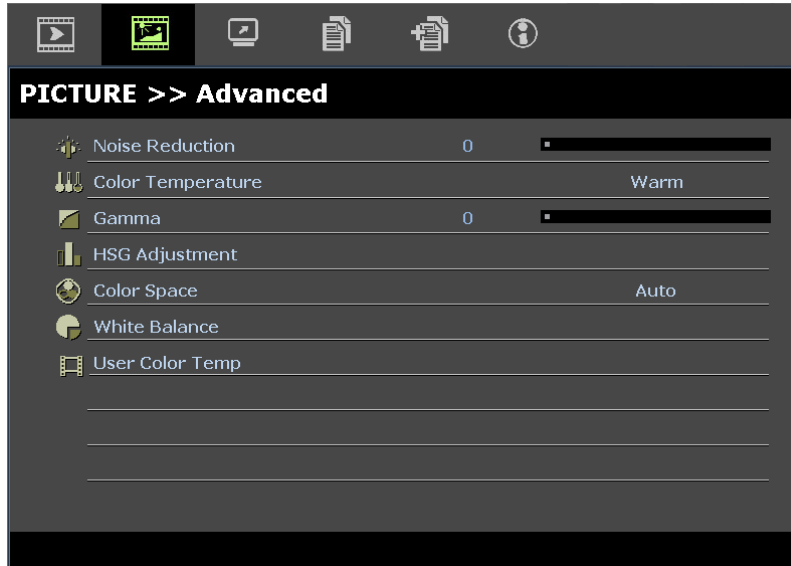 PICTURE >> Advanced
Noise Reduction 0
Color Temperature Warm
Gamma 0
HSG Adjustment
Color Space Auto
White Balance
User Color Temp